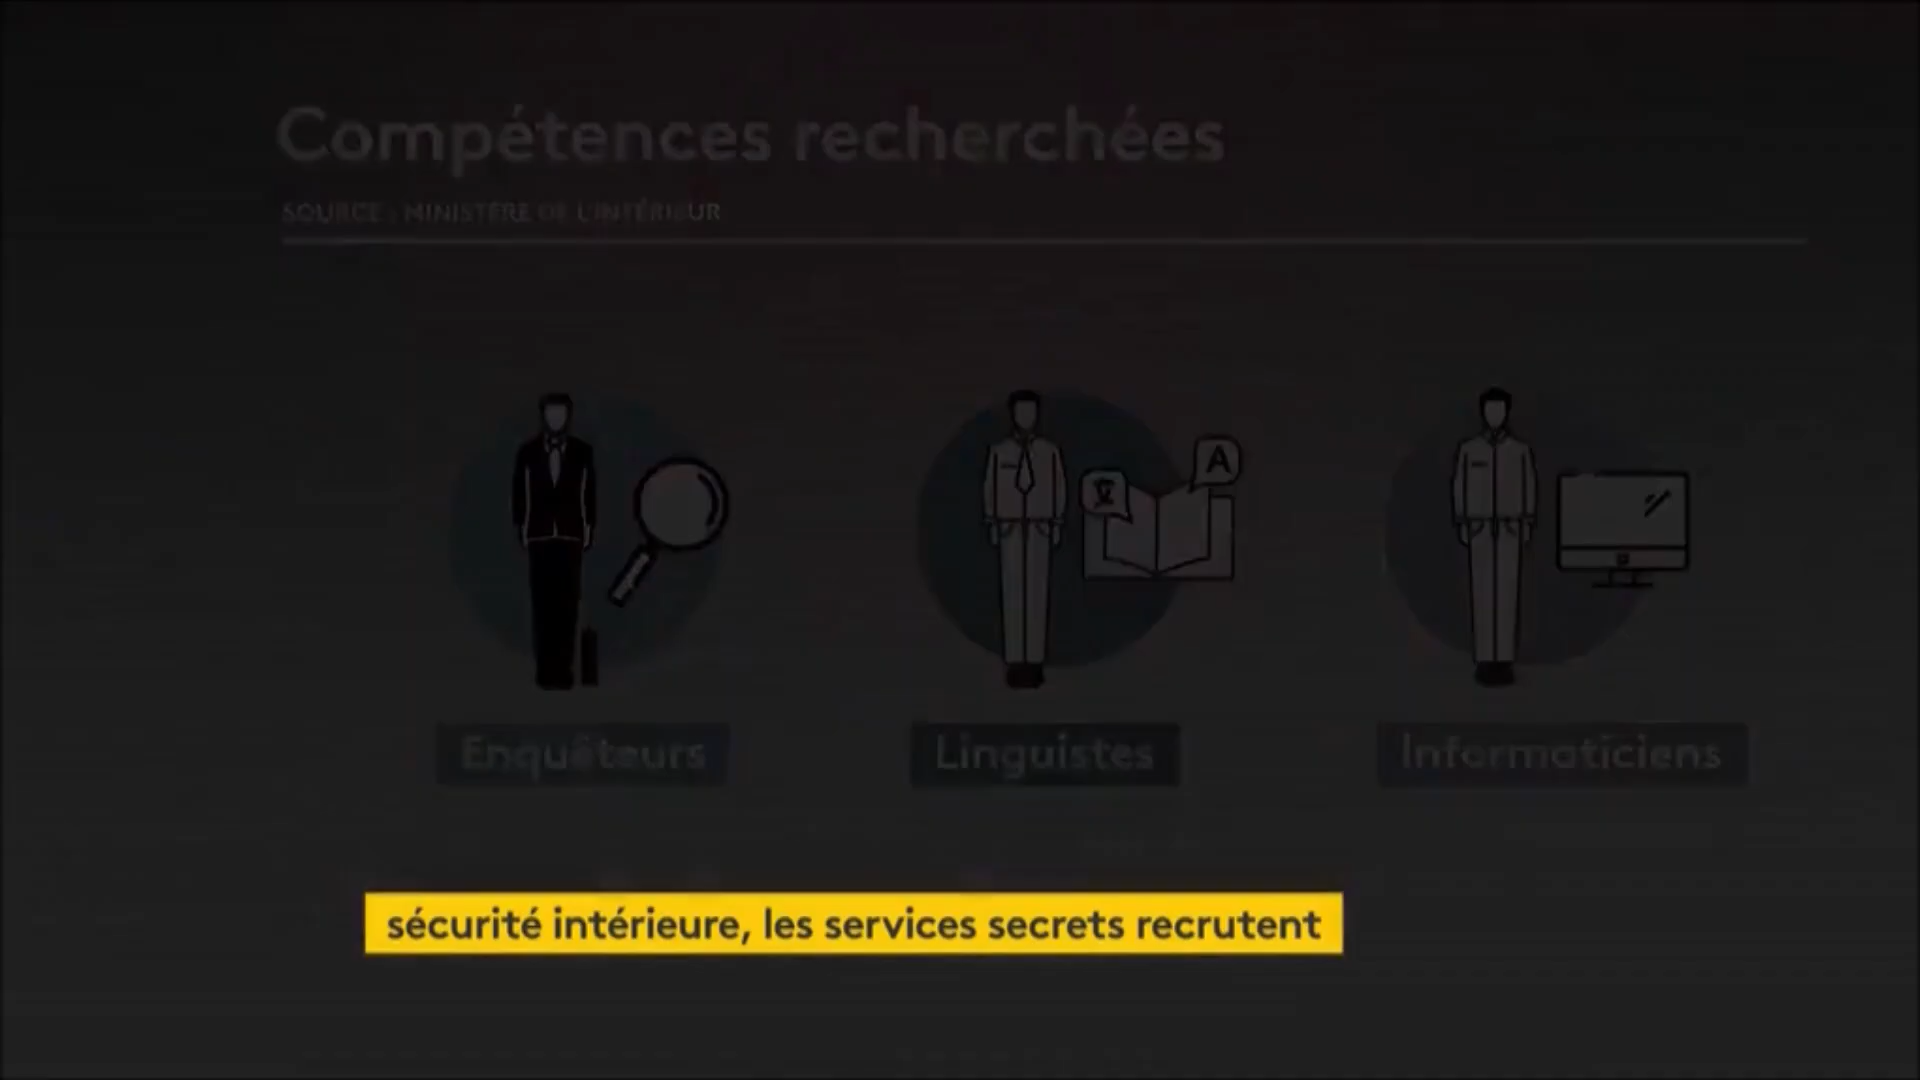 Compétences recherchées
SOURCE : MINISTÈRE DE L'INTÉRIEUR
A
Enquêteurs
Linguistes
Informaticiens
sécurité intérieure, les services secrets recrutent